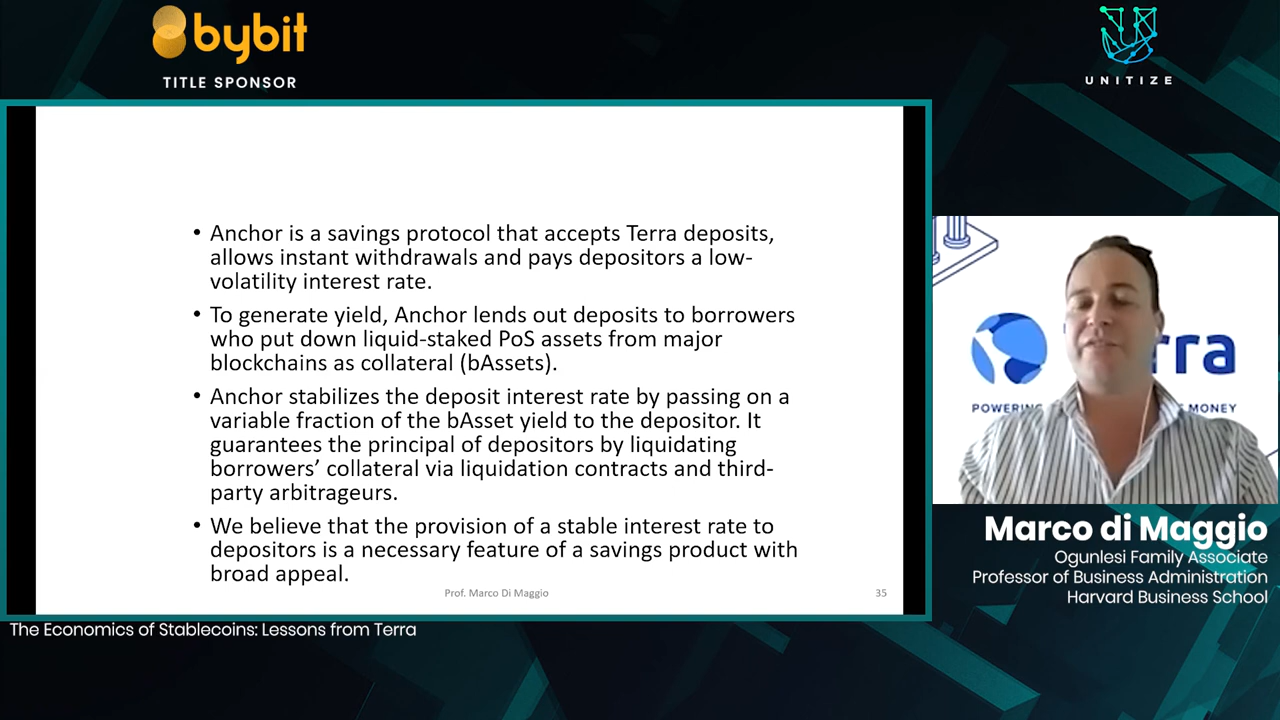 bybit
TITLE SPONSOR
UNITIZE
• Anchor is a savings protocol that accepts Terra deposits,
allows instant withdrawals and pays depositors a low-
volatility interest rate.
• To generate yield, Anchor lends out deposits to borrowers
who put down liquid-staked PoS assets from major
blockchains as collateral (bAssets).
• Anchor stabilizes the deposit interest rate by passing on a
variable fraction of the bAsset yield to the depositor. It
guarantees the principal of depositors by liquidating
borrowers’ collateral via liquidation contracts and third-
party arbitrageurs.
• We believe that the provision of a stable interest rate to
depositors is a necessary feature of a savings product with
broad appeal.
Prof. Marco Di Maggio
35
rra
POWERING
MONEY
Marco di Maggio
Ogunlesi Family Associate
Professor of Business Administration
Harvard Business School
The Economics of Stablecoins: Lessons from Terra